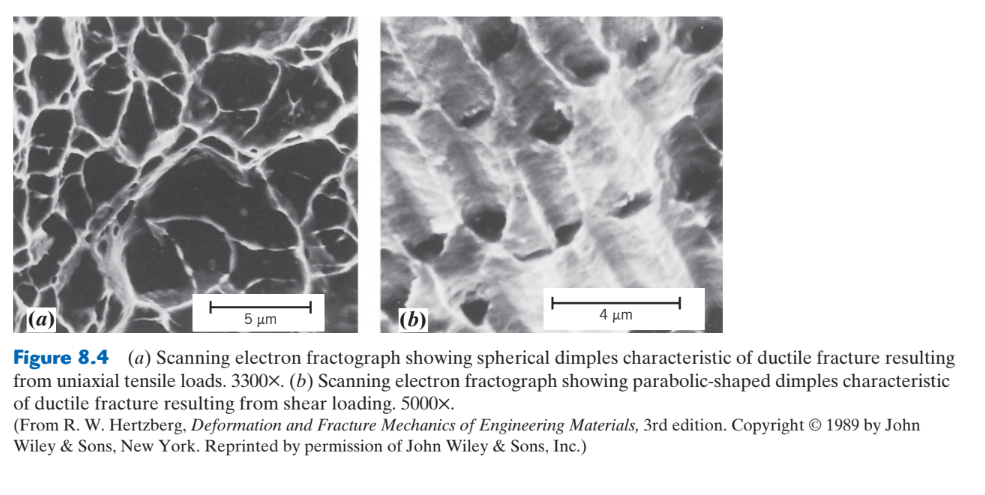 (a)
5 μm
(b)
4 μm
Figure 8.4 (a) Scanning electron fractograph showing spherical dimples characteristic of ductile fracture resulting
from uniaxial tensile loads. 3300×. (b) Scanning electron fractograph showing parabolic-shaped dimples characteristic
of ductile fracture resulting from shear loading. 5000×.
(From R. W. Hertzberg, Deformation and Fracture Mechanics of Engineering Materials, 3rd edition. Copyright © 1989 by John
Wiley & Sons, New York. Reprinted by permission of John Wiley & Sons, Inc.)